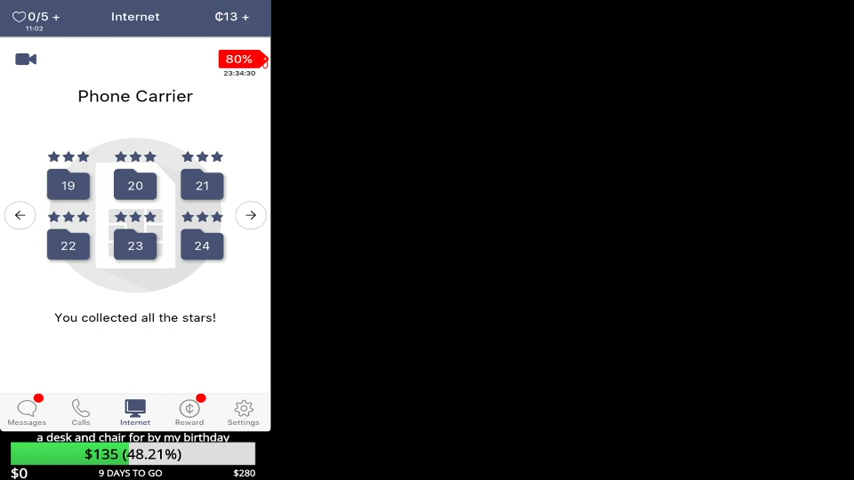 0/5 + Internet ₵13 +
11:02
80%
23:34:30
Phone Carrier
19 20 21
22 23 24
You collected all the stars!
Messages Calls Internet Reward Settings
a desk and chair for by my birthday
$135 (48.21%)
$0 9 DAYS TO GO $280